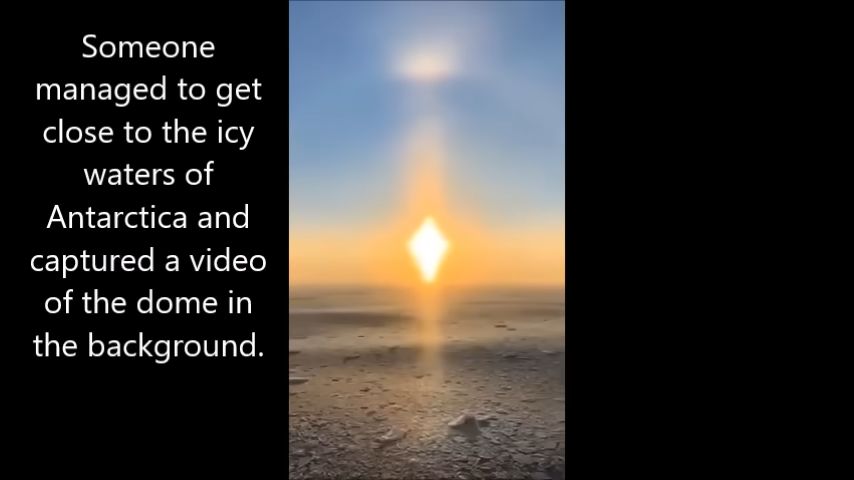 Someone
managed to get
close to the icy
waters of
Antarctica and
captured a video
of the dome in
the background.